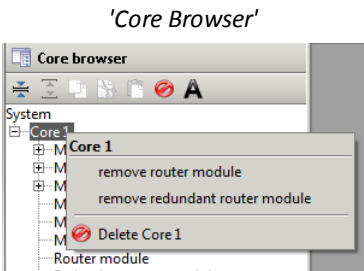 'Core Browser'
Core browser
A
System
Core 1
M
Core 1
M
remove router module
M
remove redundant router module
M
M
Delete Core 1
M
Router module